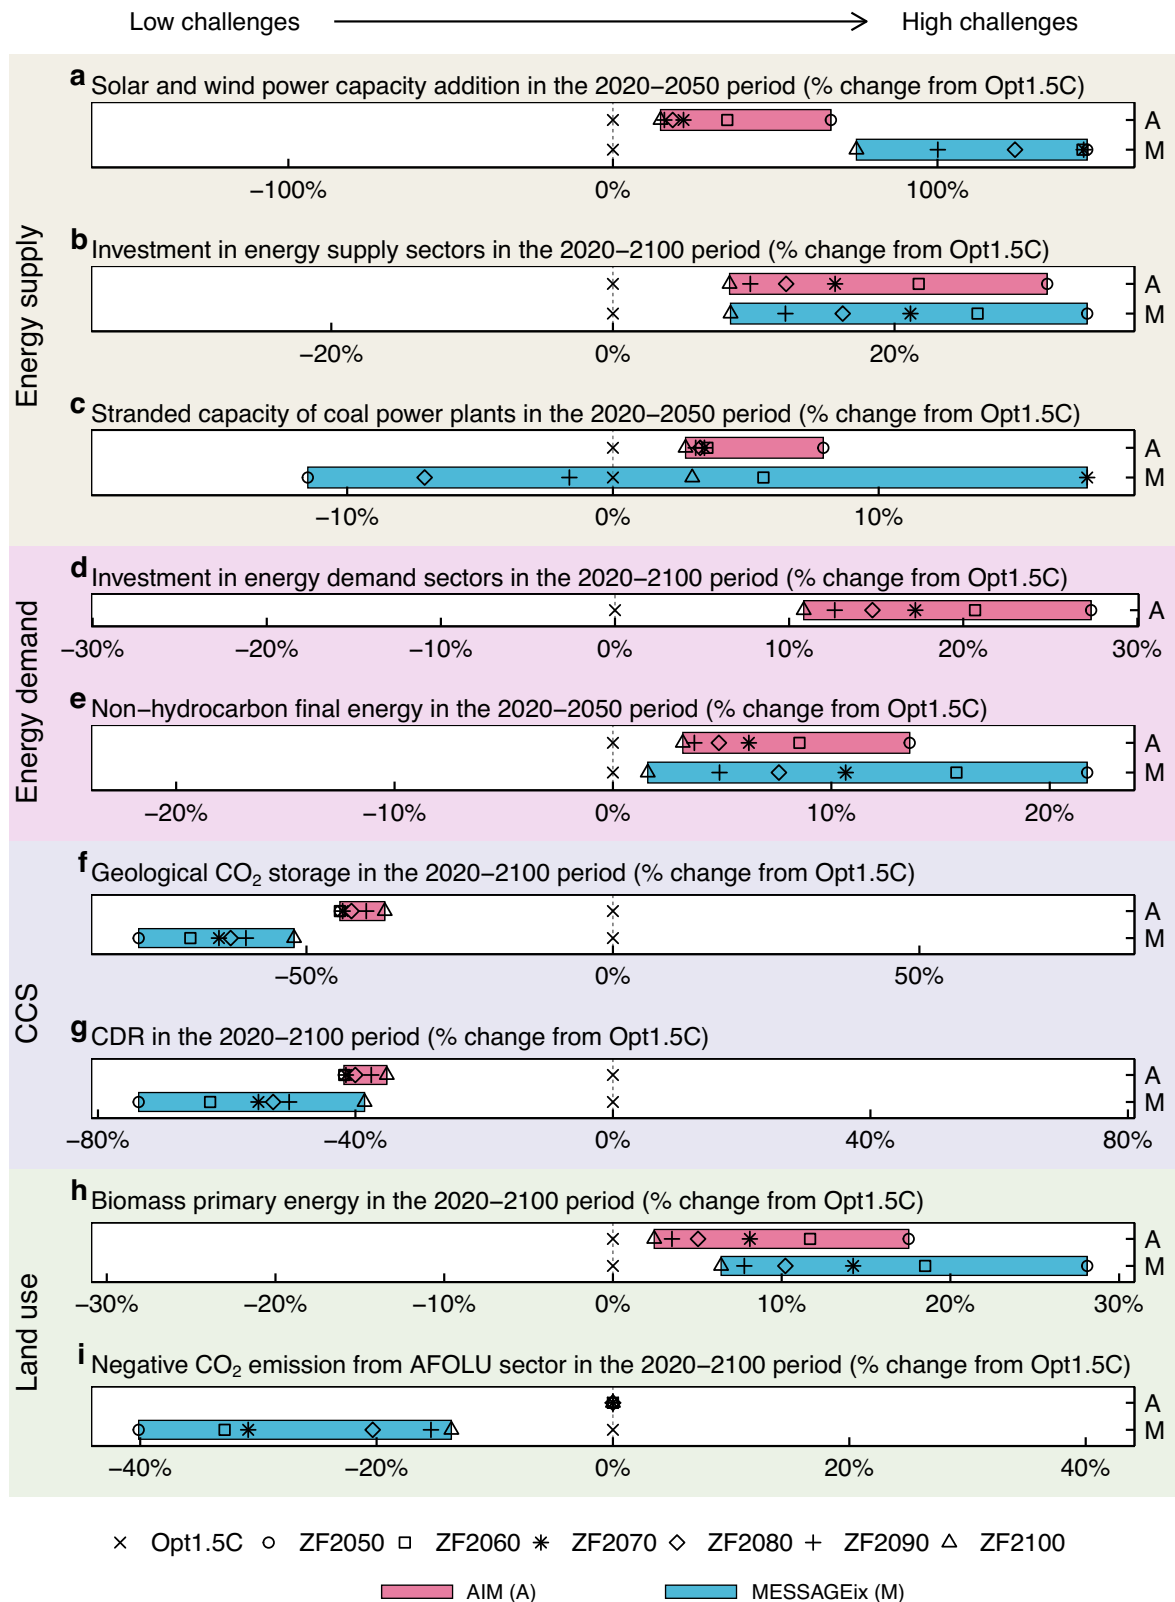 Low challenges High challenges
Energy supply
a Solar and wind power capacity addition in the 2020−2050 period (% change from Opt1.5C)
A
M
−100% 0% 100%
b Investment in energy supply sectors in the 2020−2100 period (% change from Opt1.5C)
A
M
−20% 0% 20%
c Stranded capacity of coal power plants in the 2020−2050 period (% change from Opt1.5C)
A
M
−10% 0% 10%
Energy demand
d Investment in energy demand sectors in the 2020−2100 period (% change from Opt1.5C)
A
−30% −20% −10% 0% 10% 20% 30%
e Non−hydrocarbon final energy in the 2020−2050 period (% change from Opt1.5C)
A
M
−20% −10% 0% 10% 20%
CCS
f Geological CO₂ storage in the 2020−2100 period (% change from Opt1.5C)
A
M
−50% 0% 50%
g CDR in the 2020−2100 period (% change from Opt1.5C)
A
M
−80% −40% 0% 40% 80%
Land use
h Biomass primary energy in the 2020−2100 period (% change from Opt1.5C)
A
M
−30% −20% −10% 0% 10% 20% 30%
i Negative CO₂ emission from AFOLU sector in the 2020−2100 period (% change from Opt1.5C)
A
M
−40% −20% 0% 20% 40%
Opt1.5C ZF2050 ZF2060 ZF2070 ZF2080 ZF2090 ZF2100
AIM (A) MESSAGEix (M)